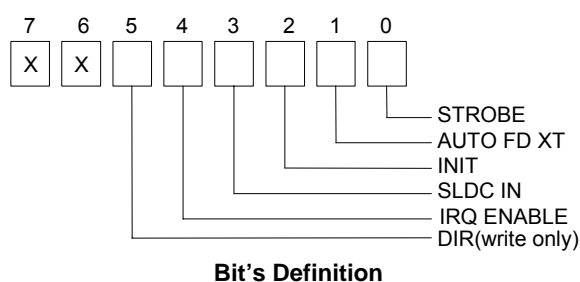 7 6 5 4 3 2 1 0
X X
STROBE
AUTO FD XT
INIT
SLDC IN
IRQ ENABLE
DIR(write only)
Bit's Definition